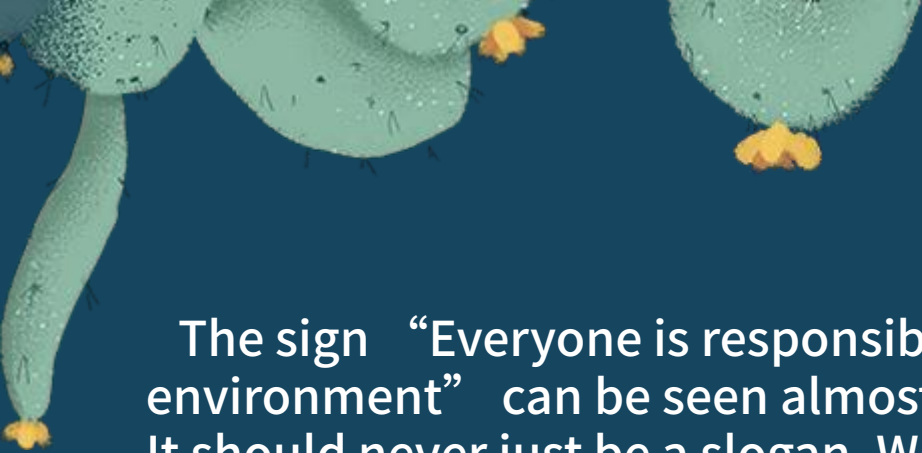 The sign “Everyone is
environment” can be seen
It should never just be a slogan.